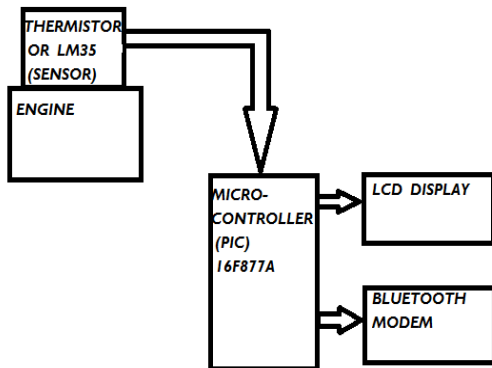 THERMISTOR
OR LM35
(SENSOR)
ENGINE
MICRO-
CONTROLLER
(PIC)
16F877A
LCD DISPLAY
BLUETOOTH
MODEM